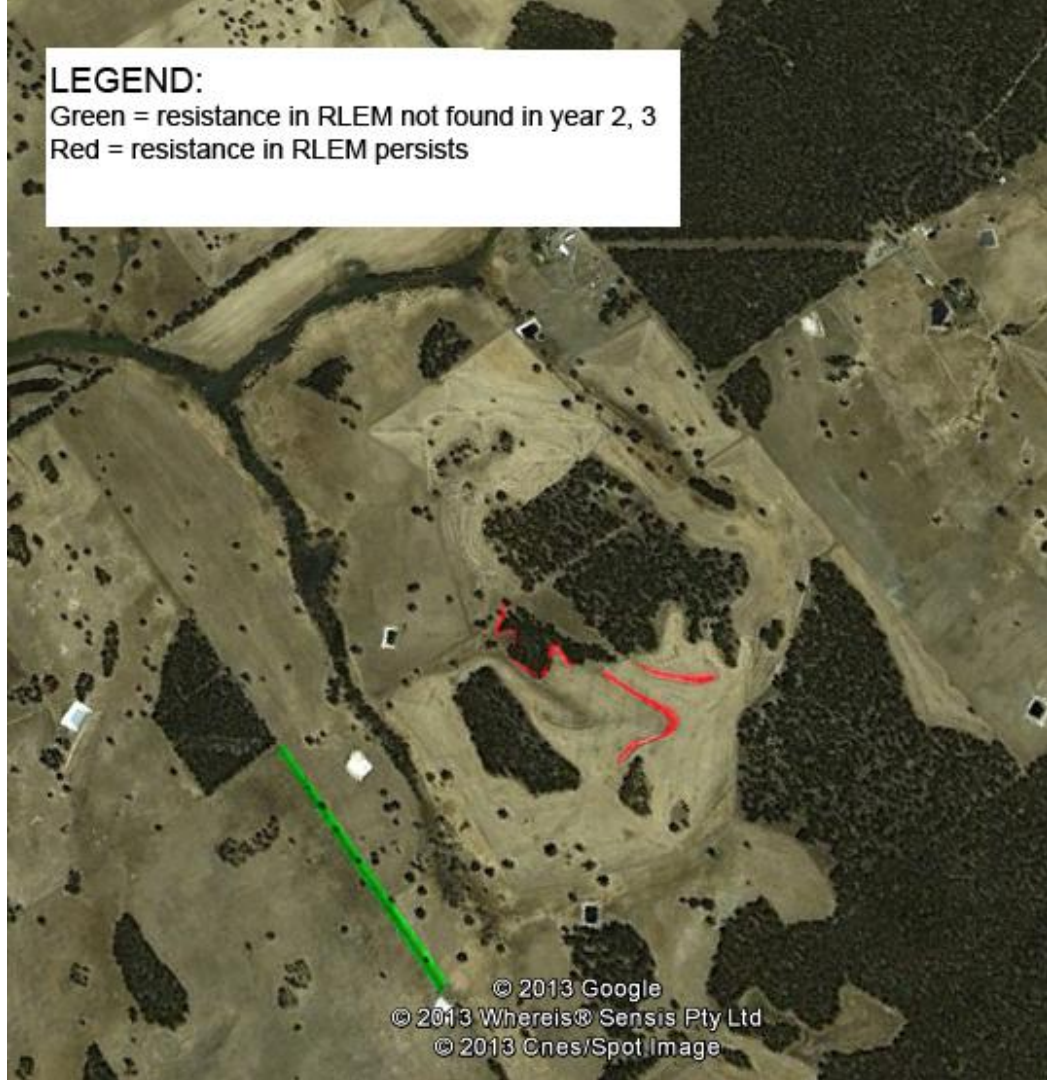 LEGEND:
Green = resistance in RLEM not found in year 2, 3
Red = resistance in RLEM persists
© 2013 Google
© 2013 Whereis® Sensis Pty Ltd
© 2013 Cnes/Spot Image